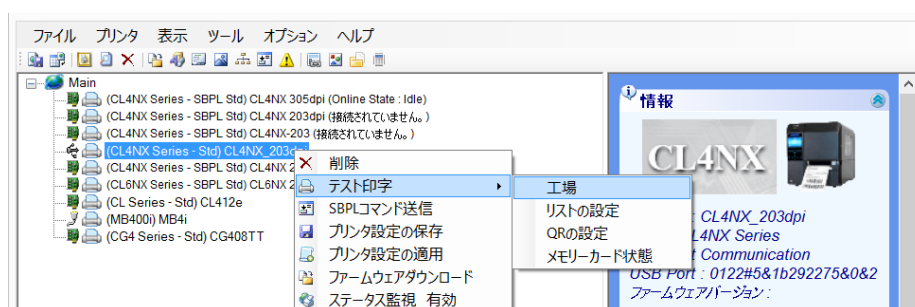 ファイル プリンタ 表示 ツール オプション ヘルプ
Main
(CL4NX Series - SBPL Std) CL4NX 305dpi (Online State : Idle)
(CL4NX Series - SBPL Std) CL4NX 203dpi (接続されていません。)
(CL4NX Series - SBPL Std) CL4NX-203 (接続されていません。)
(CL4NX Series - Std) CL4NX_203dpi
(CL4NX Series - SBPL Std) CL4NX 2
(CL6NX Series - SBPL Std) CL6NX 2
(CL Series - Std) CL412e
(MB400i) MB4i
(CG4 Series - Std) CG408TT
削除
テスト印字
SBPLコマンド送信
プリンタ設定の保存
プリンタ設定の適用
ファームウェアダウンロード
ステータス監視 有効
工場
リストの設定
QRの設定
メモリーカード状態
情報
CL4NX
: CL4NX_203dpi
L4NX Series
t Communication
USB Port : 0122#5&1b292275&0&2
ファームウェアバージョン :